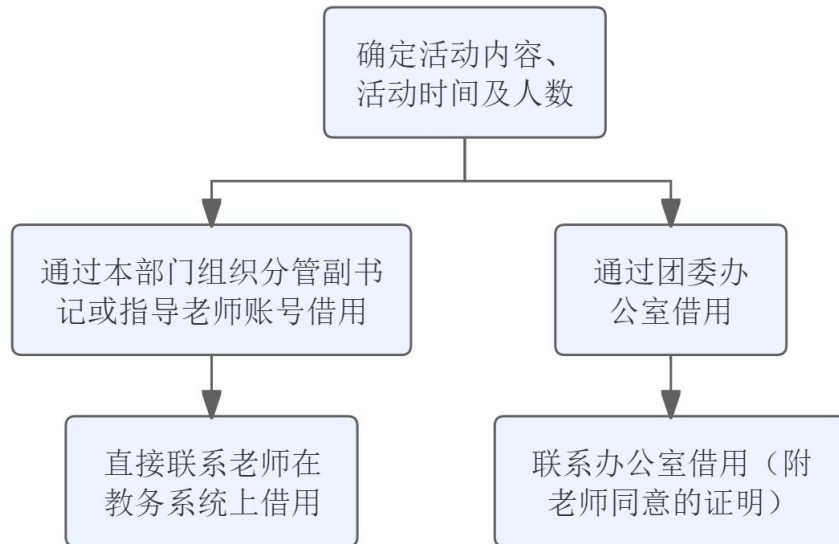 确定活动内容、
活动时间及人数
通过本部门组织分管副书
记或指导老师账号借用
通过团委办
公室借用
直接联系老师在
教务系统上借用
联系办公室借用（附
老师同意的证明）